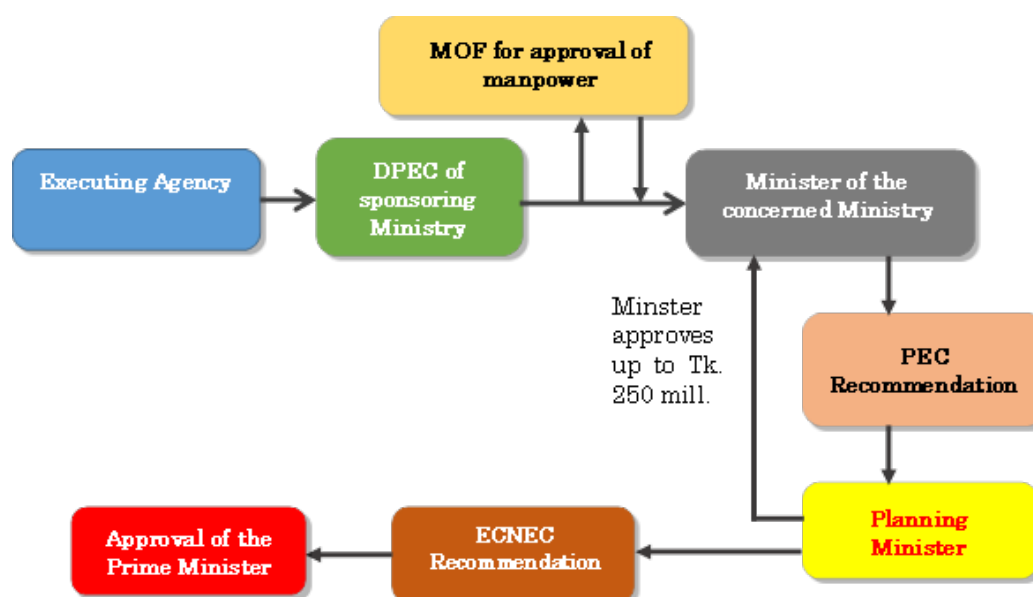 MOF for approval of
manpower
Executing Agency
DPEC of
sponsoring
Ministry
Minister of the
concerned Ministry
Minster
approves
up to Tk.
250 mill.
PEC
Recommendation
Planning
Minister
ECNEC
Recommendation
Approval of the
Prime Minister